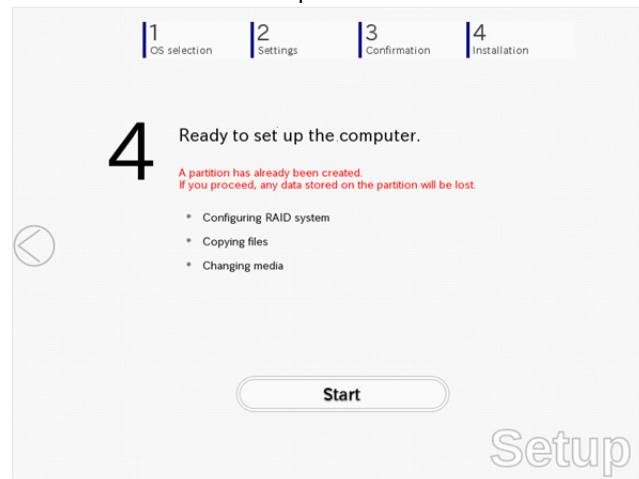 1
OS selection
2
Settings
3
Confirmation
4
Installation
4
Ready to set up the computer.
A partition has already been created.
If you proceed, any data stored on the partition will be lost.
* Configuring RAID system
* Copying files
* Changing media
Start
Setup